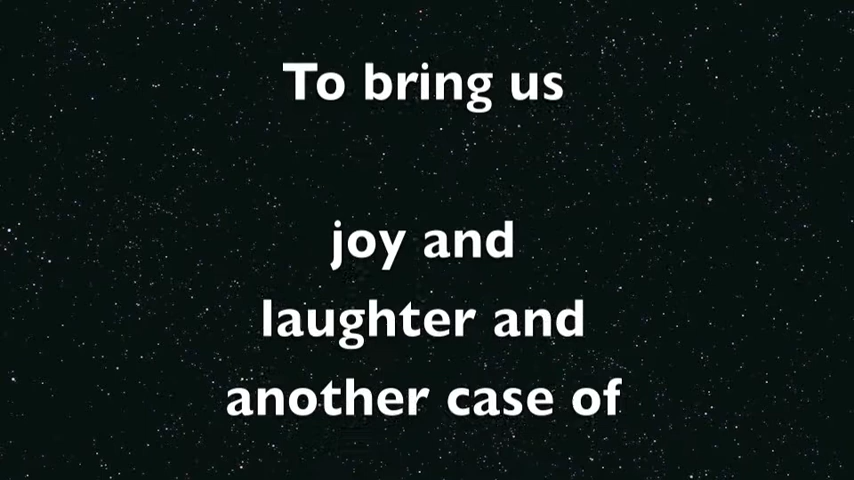 To bring us
joy and
laughter and
another case of